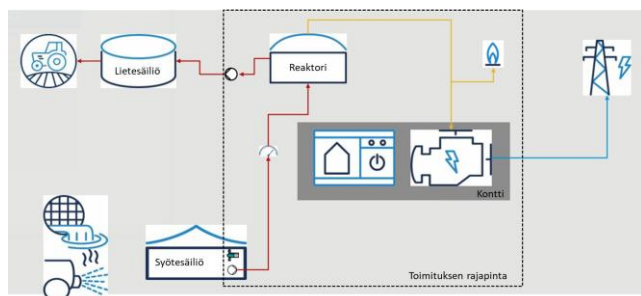 Lietesäiliö
Reaktori
Kontti
Syötesäiliö
Toimituksen rajapinta